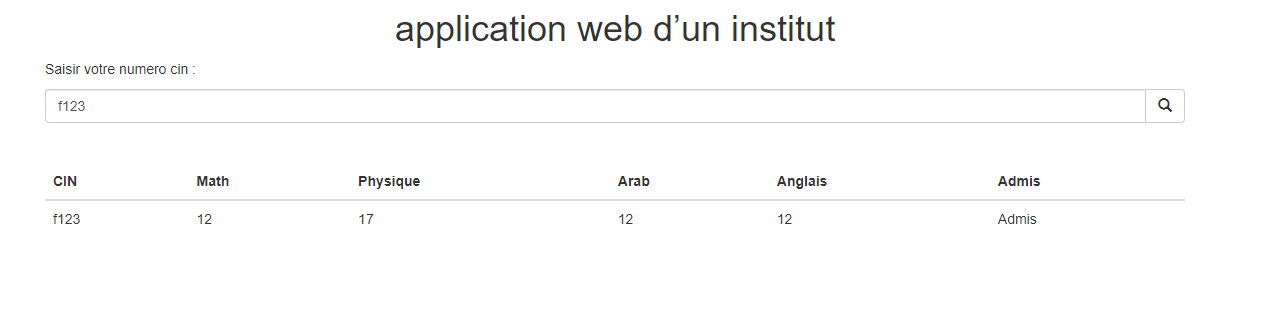 application web d’un institut
Saisir votre numero cin :
f123
CIN Math Physique Arab Anglais Admis
f123 12 17 12 12 Admis